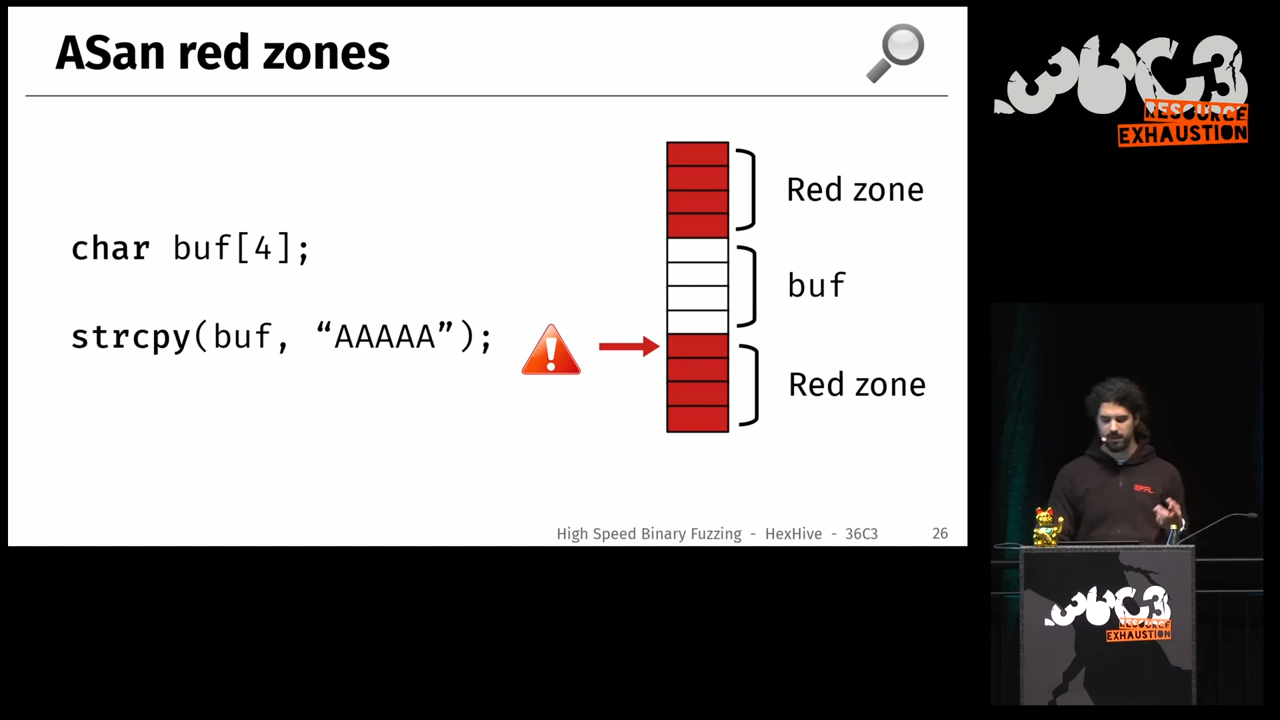 ASan red zones
char buf[4];
strcpy(buf, “AAAAA”);
Red zone
buf
Red zone
High Speed Binary Fuzzing - HexHive - 36C3
26
36C3
RESOURCE
EXHAUSTION
EPFL
36C3
RESOURCE
EXHAUSTION